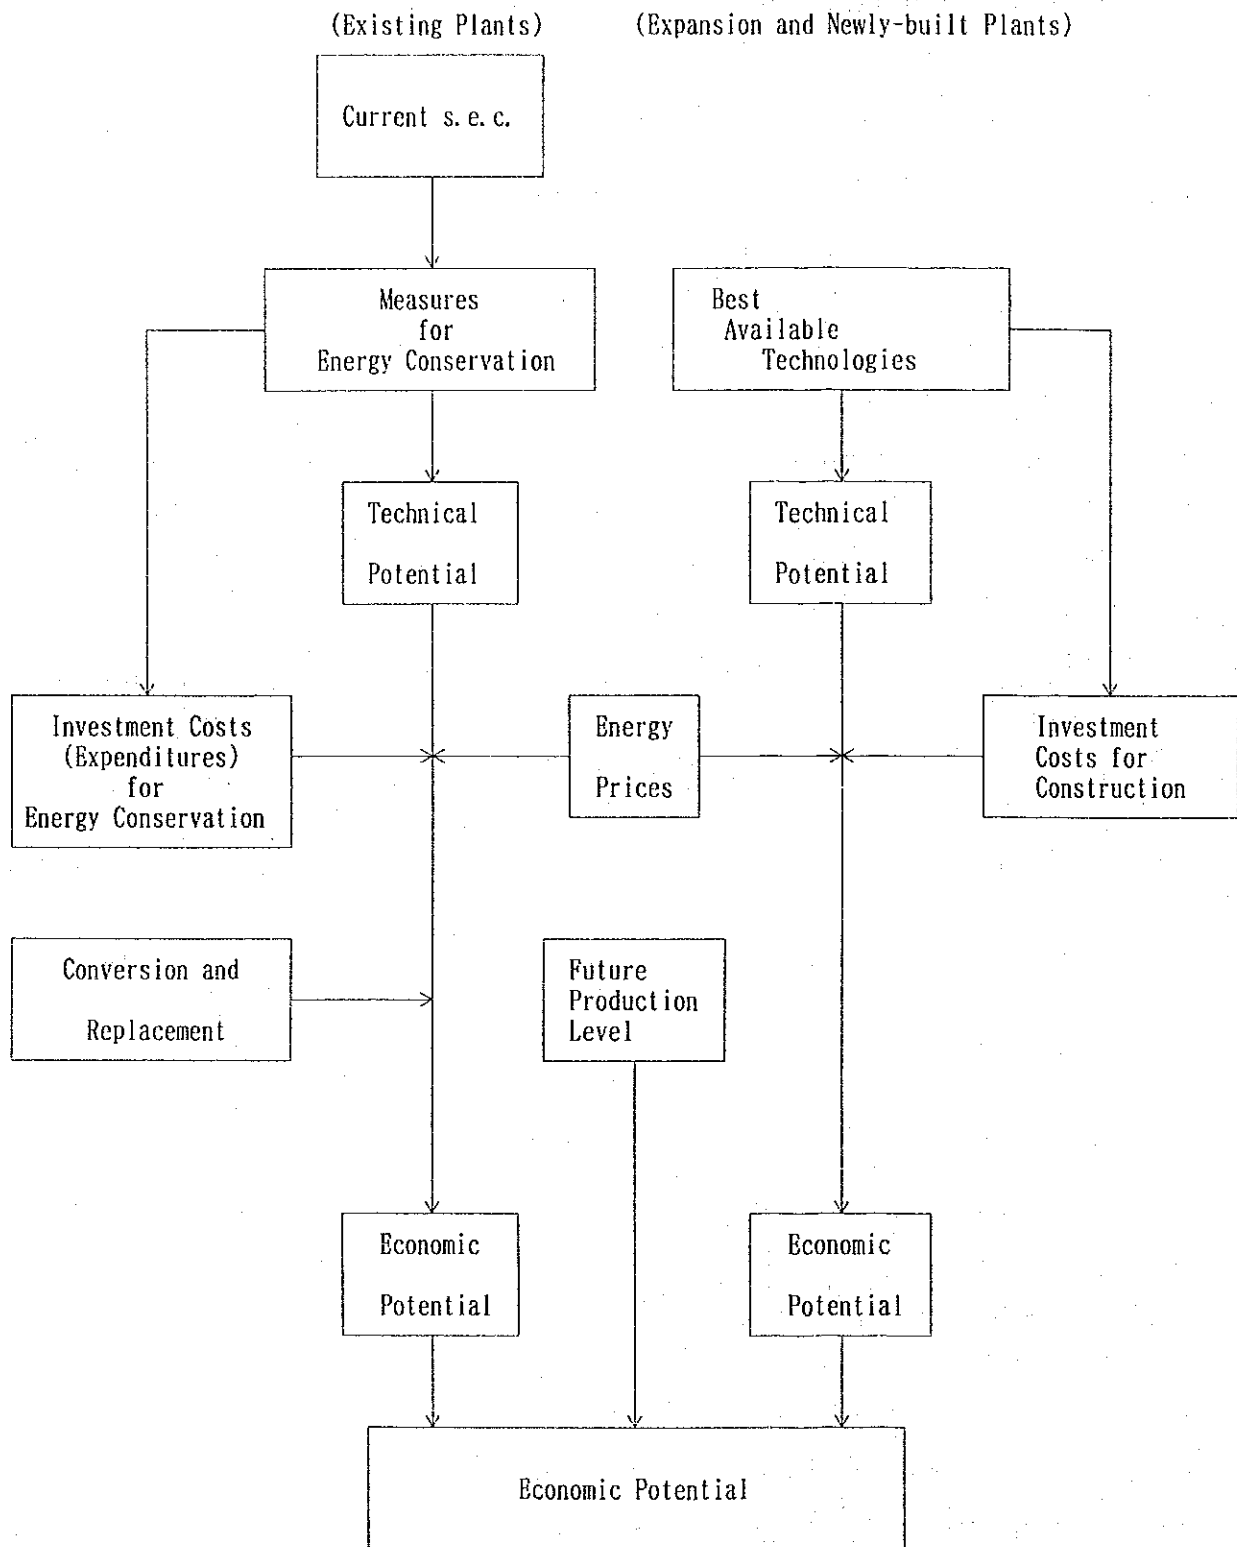 (Existing Plants)
(Expansion and Newly-built Plants)
Current s.e.c.
Measures
for
Energy Conservation
Best
Available
Technologies
Technical
Potential
Technical
Potential
Investment Costs
(Expenditures)
for
Energy Conservation
Energy
Prices
Investment
Costs for
Construction
Conversion and
Replacement
Future
Production
Level
Economic
Potential
Economic
Potential
Economic Potential